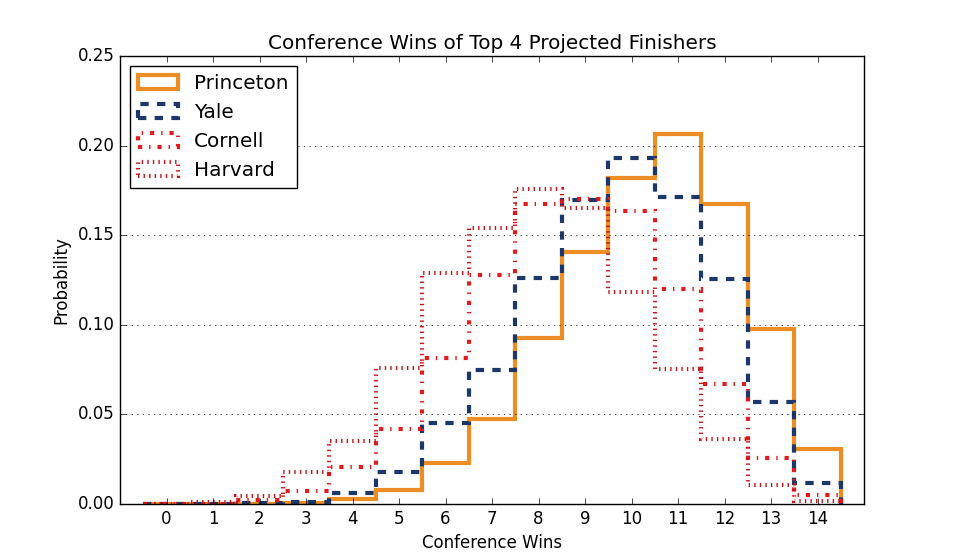 Conference Wins of Top 4 Projected Finishers
0.25
0.20
0.15
0.10
0.05
0.00
Probability
Princeton
Yale
Cornell
Harvard
0 1 2 3 4 5 6 7 8 9 10 11 12 13 14
Conference Wins